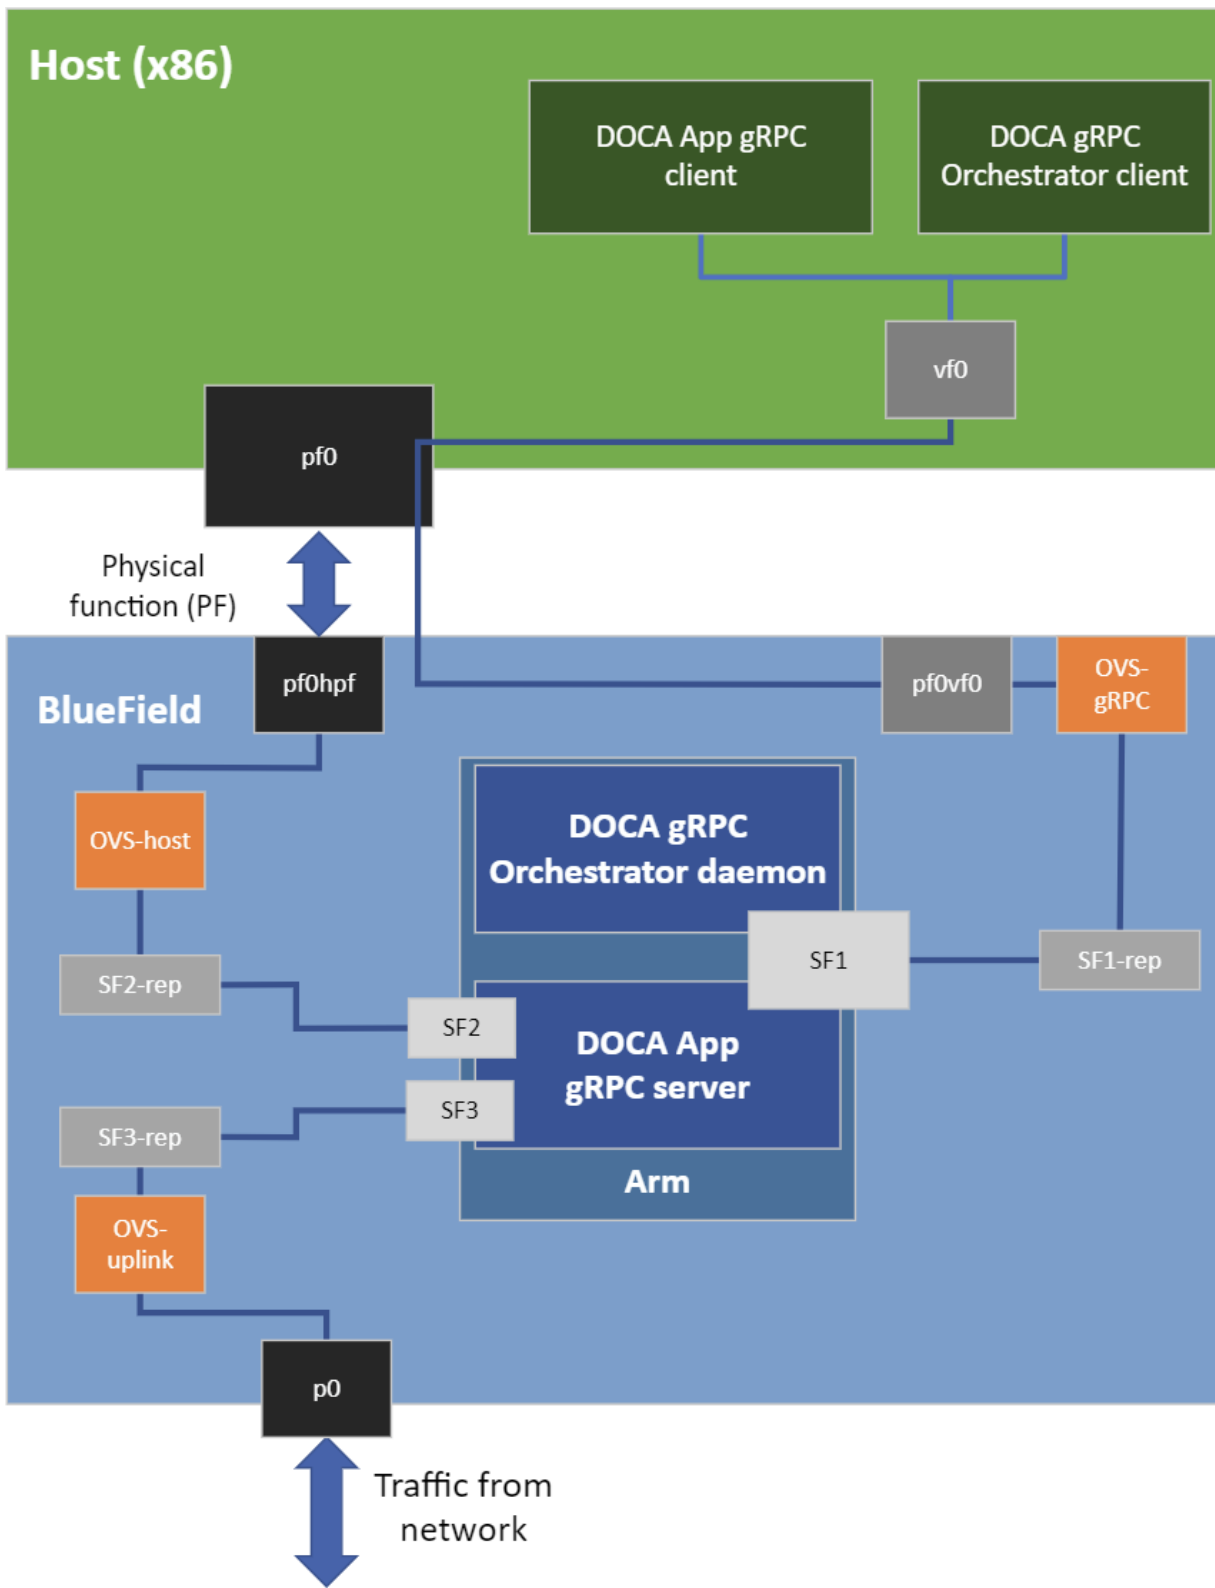 Host (x86)
DOCA App gRPC
client
DOCA gRPC
Orchestrator client
vf0
pf0
Physical
function (PF)
pf0hpf
pf0vf0
OVS-
gRPC
BlueField
OVS-host
DOCA gRPC
Orchestrator daemon
SF2-rep
SF1
SF1-rep
SF2
DOCA App
gRPC server
SF3
SF3-rep
Arm
OVS-
uplink
p0
Traffic from
network